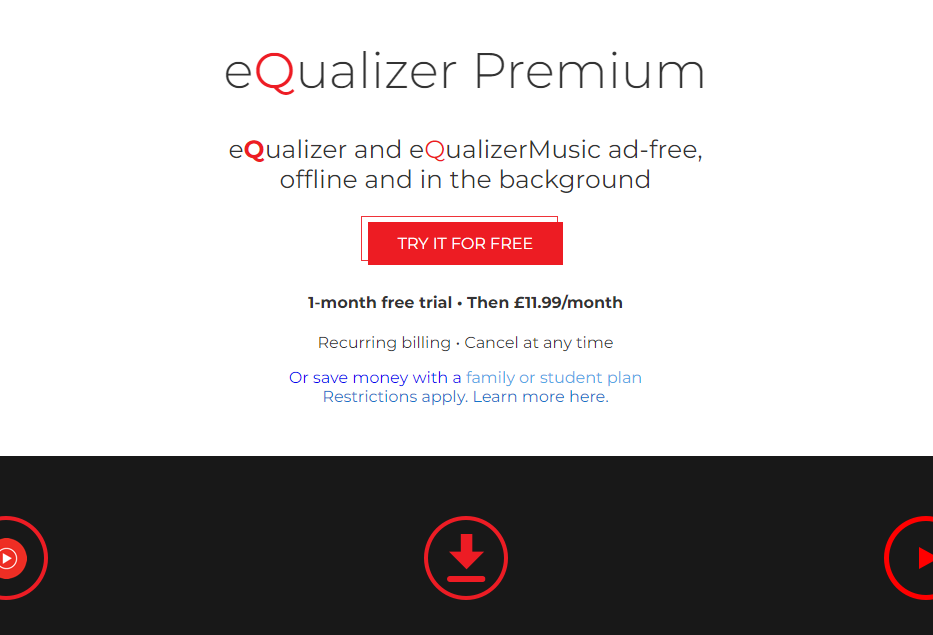 eQualizer Premium
eQualizer and eQualizerMusic ad-free,
offline and in the background
TRY IT FOR FREE
1-month free trial • Then £11.99/month
Recurring billing • Cancel at any time
Or save money with a family or student plan
Restrictions apply. Learn more here.